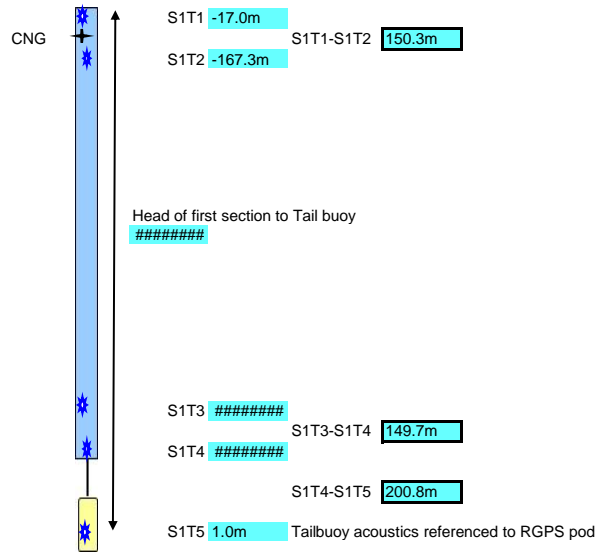 S1T1 -17.0m
CNG
S1T1-S1T2 150.3m
S1T2 -167.3m
Head of first section to Tail buoy
########
S1T3 ########
S1T3-S1T4 149.7m
S1T4 ########
S1T4-S1T5 200.8m
S1T5 1.0m Tailbuoy acoustics referenced to RGPS pod